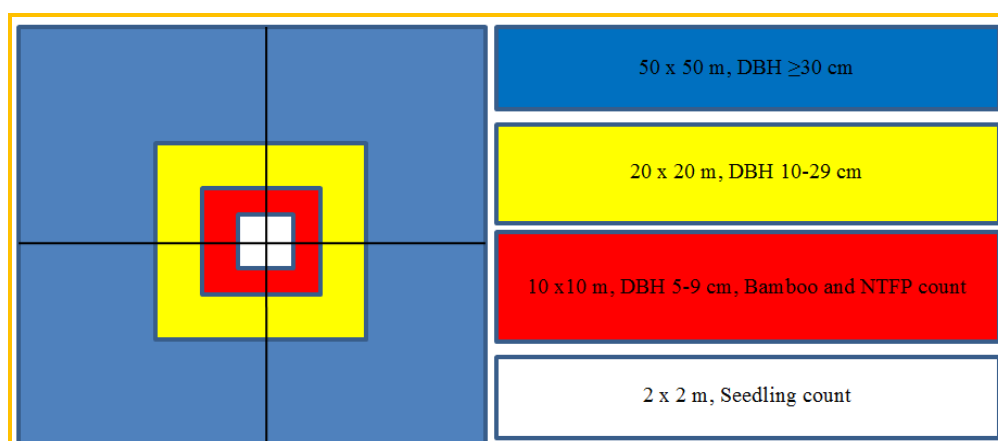 50 x 50 m, DBH ≥30 cm
20 x 20 m, DBH 10-29 cm
10 x10 m, DBH 5-9 cm, Bamboo and NTFP count
2 x 2 m, Seedling count